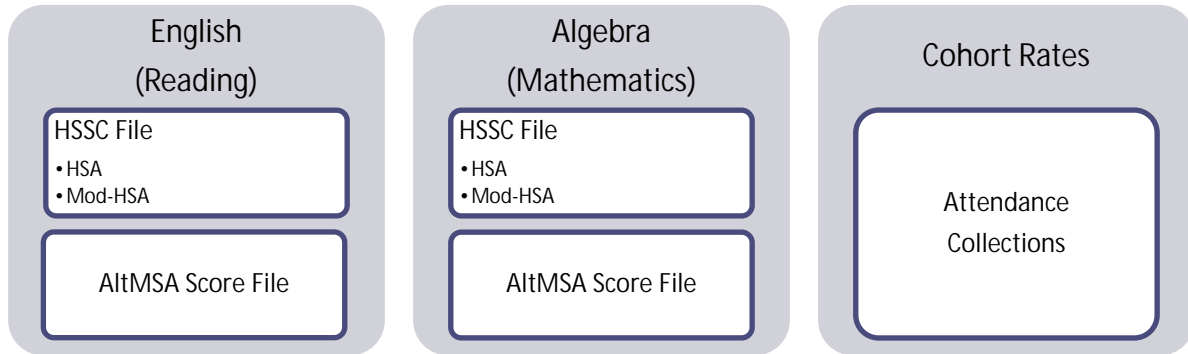 English
(Reading)
HSSC File
• HSA
• Mod-HSA
AltMSA Score File
Algebra
(Mathematics)
HSSC File
• HSA
• Mod-HSA
AltMSA Score File
Cohort Rates
Attendance
Collections